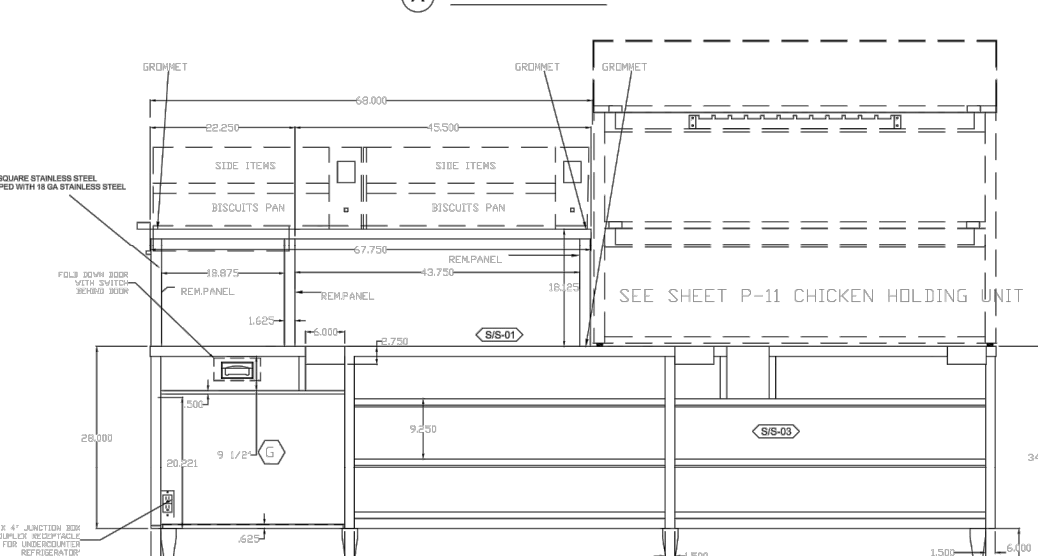 GROMMET
GROMMET
GROMMET
68.000
22.250
45.500
SIDE ITEMS
SIDE ITEMS
SQUARE STAINLESS STEEL
PED WITH 18 GA STAINLESS STEEL
BISCUITS PAN
BISCUITS PAN
67.750
REM.PANEL
FOLD DOWN DOOR
WITH SWITCH
BEHIND DOOR
18.875
43.750
REM.PANEL
REM.PANEL
18.125
SEE SHEET P-11 CHICKEN HOLDING UNIT
1.625
6.000
S/S-01
2.750
.500
28.000
9.250
S/S-03
9 1/2"
G
20.221
34
X 4" JUNCTION BOX
DUPLEX RECEPTACLE
FOR UNDERCOUNTER
REFRIGERATOR
.625
1.500
1.500
6.000